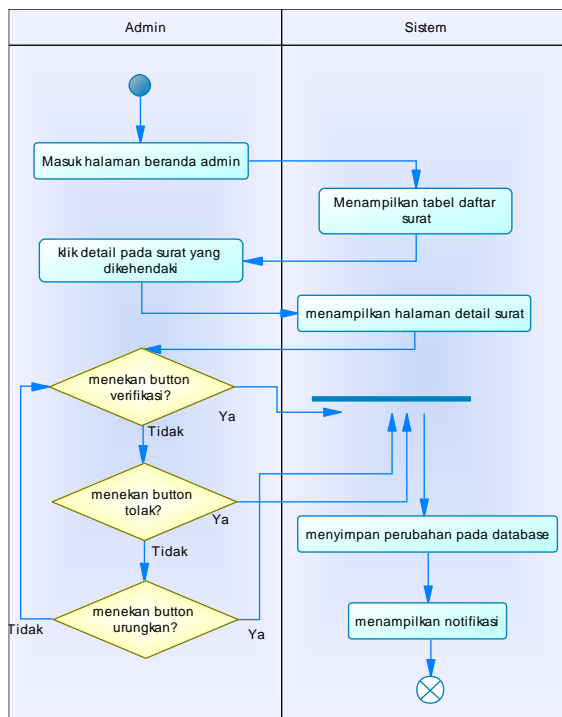 Admin
Sistem
Masuk halaman beranda admin
Menampilkan tabel daftar
surat
klik detail pada surat yang
dikehendaki
menampilkan halaman detail surat
menekan button
verifikasi?
Ya
Tidak
menekan button
tolak?
Ya
Tidak
menyimpan perubahan pada database
menekan button
urungkan?
Tidak
Ya
menampilkan notifikasi